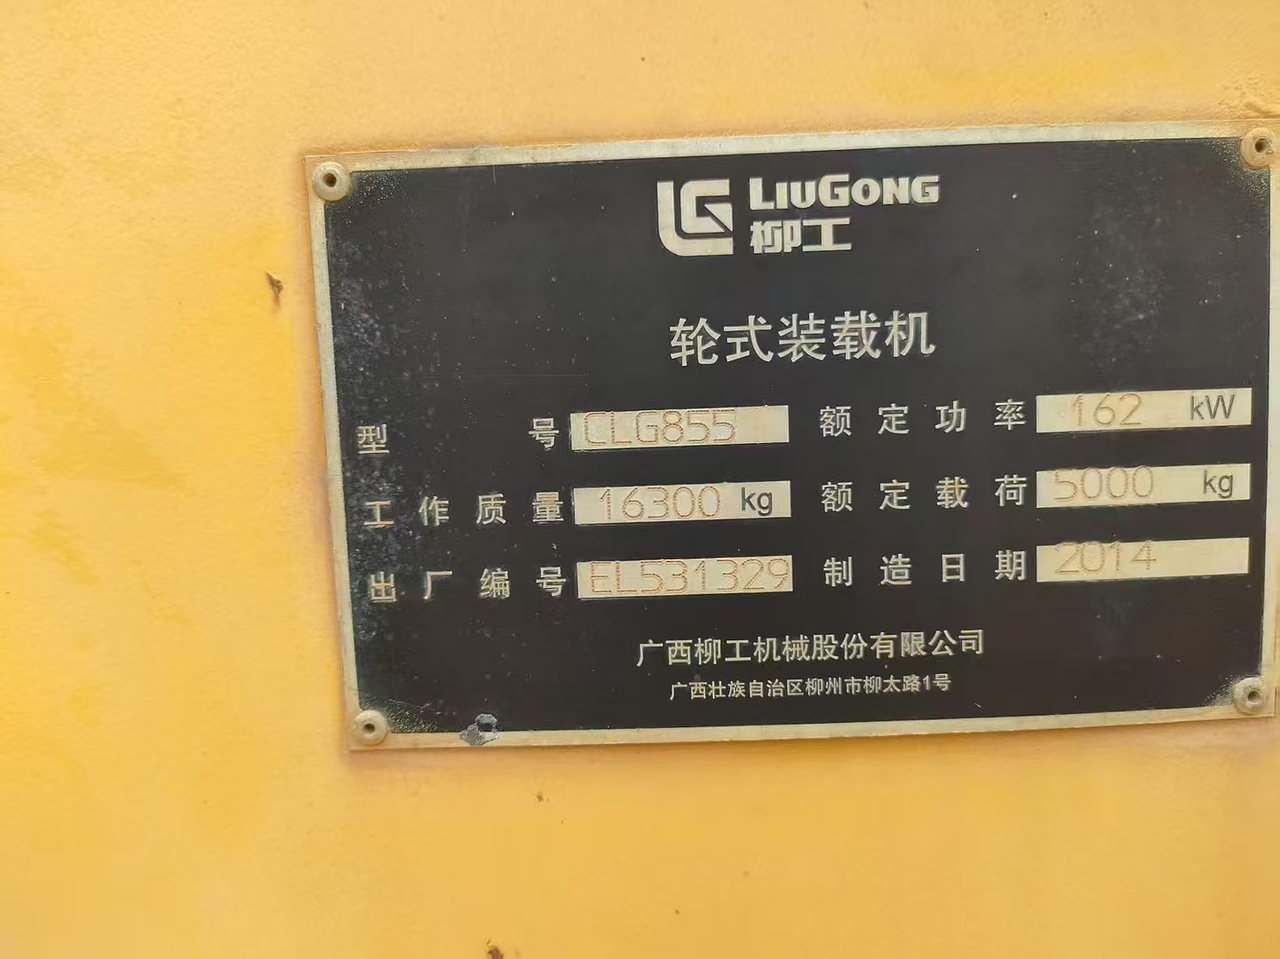 LIUGONG
柳工
轮式装载机
型号 CLG855 额定功率 162 kW
工作质量 16300 kg 额定载荷 5000 kg
出厂编号 EL531329 制造日期 2014
广西柳工机械股份有限公司
广西壮族自治区柳州市柳太路1号